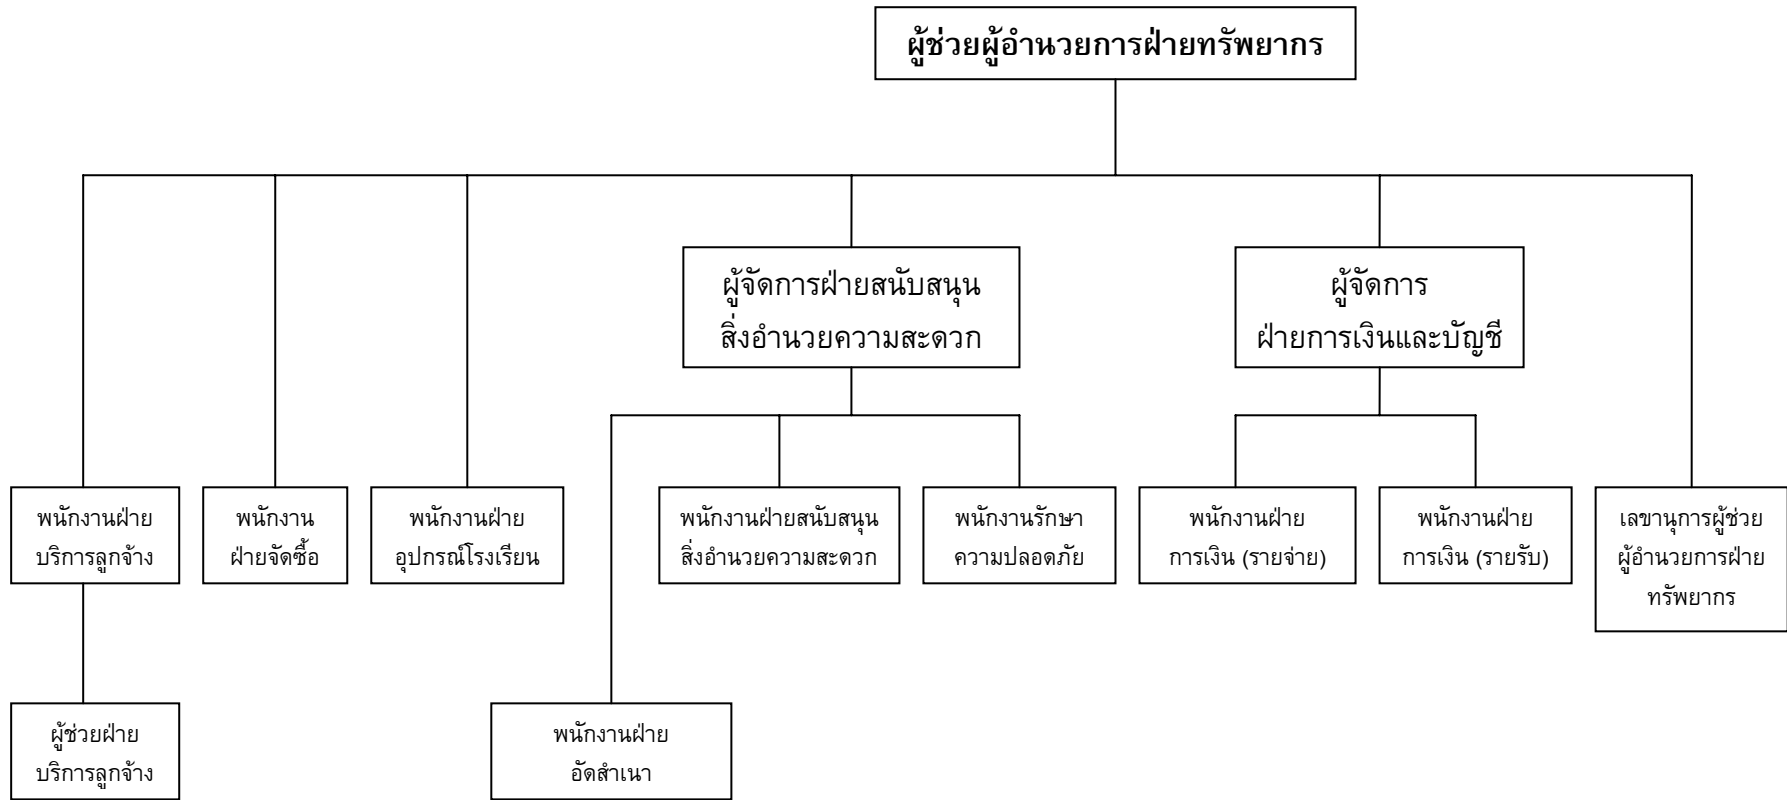 ผู้ช่วยผู้อำนวยการฝ่ายทรัพยากร
ผู้จัดการฝ่ายสนับสนุน
สิ่งอำนวยความสะดวก
ผู้จัดการ
ฝ่ายการเงินและบัญชี
พนักงานฝ่าย
บริการลูกจ้าง
พนักงาน
ฝ่ายจัดซื้อ
พนักงานฝ่าย
อุปกรณ์โรงเรียน
พนักงานฝ่ายสนับสนุน
สิ่งอำนวยความสะดวก
พนักงานรักษา
ความปลอดภัย
พนักงานฝ่าย
การเงิน (รายจ่าย)
พนักงานฝ่าย
การเงิน (รายรับ)
เลขานุการผู้ช่วย
ผู้อำนวยการฝ่าย
ทรัพยากร
ผู้ช่วยฝ่าย
บริการลูกจ้าง
พนักงานฝ่าย
อัดสำเนา